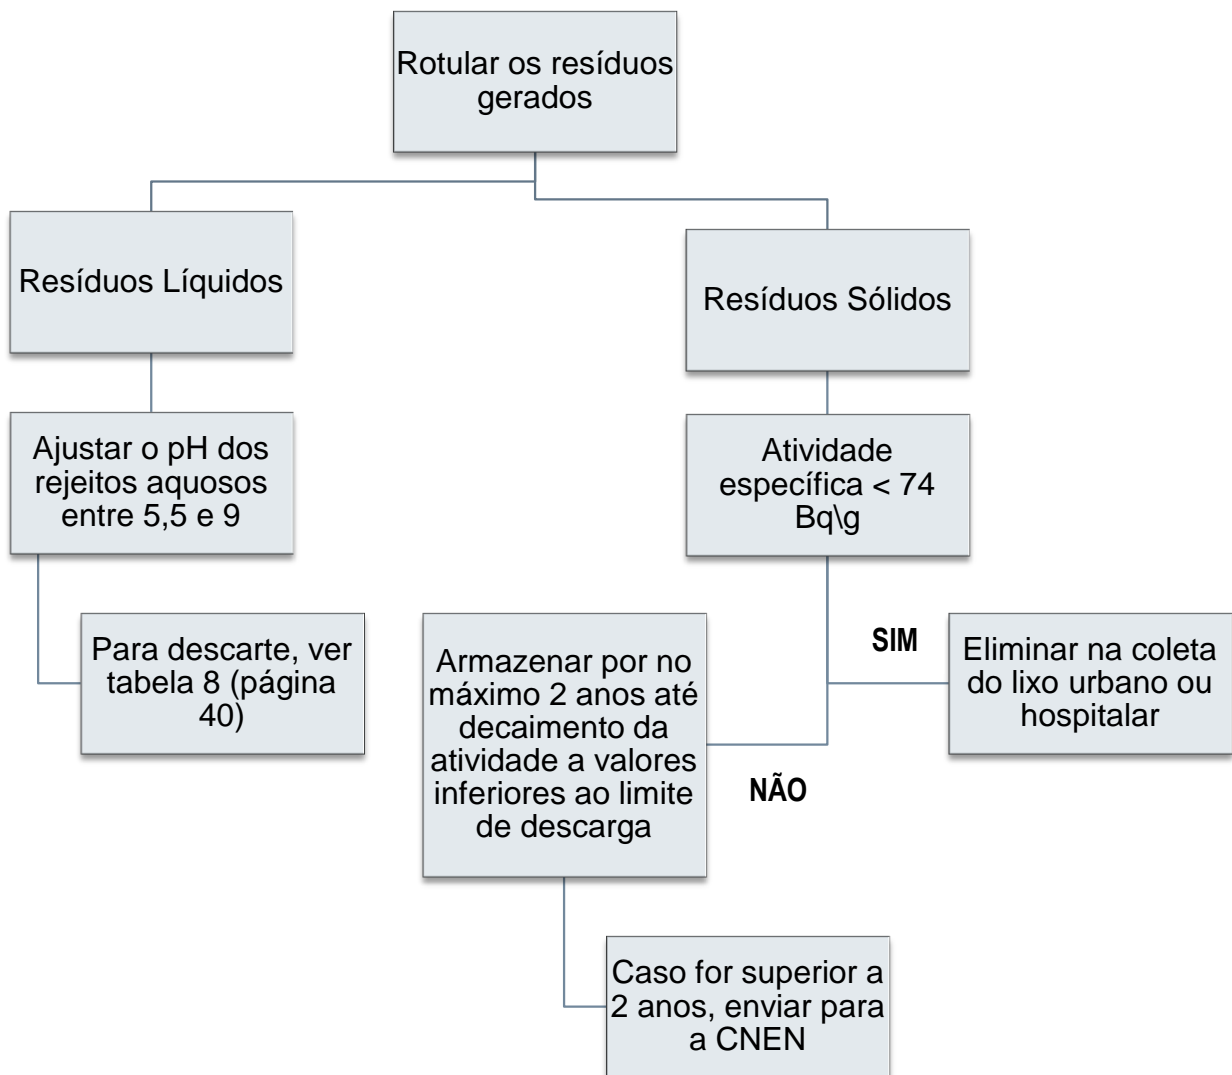 Rotular os resíduos
gerados
Resíduos Líquidos
Resíduos Sólidos
Ajustar o pH dos
rejeitos aquosos
entre 5,5 e 9
Atividade
específica < 74
Bq\g
Para descarte, ver
tabela 8 (página
40)
Armazenar por no
máximo 2 anos até
decaimento da
atividade a valores
inferiores ao limite
de descarga
SIM
Eliminar na coleta
do lixo urbano ou
hospitalar
NÃO
Caso for superior a
2 anos, enviar para
a CNEN